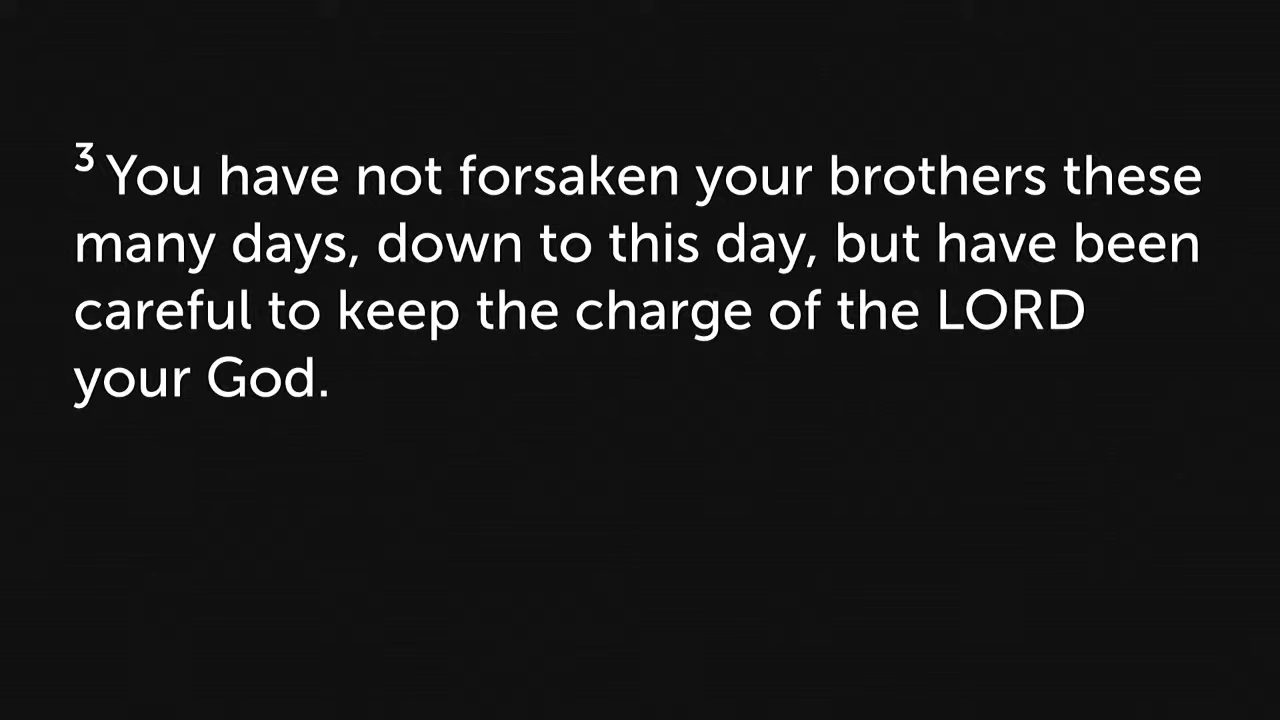 3 You have not forsaken your brothers these
many days, down to this day, but have been
careful to keep the charge of the LORD
your God.